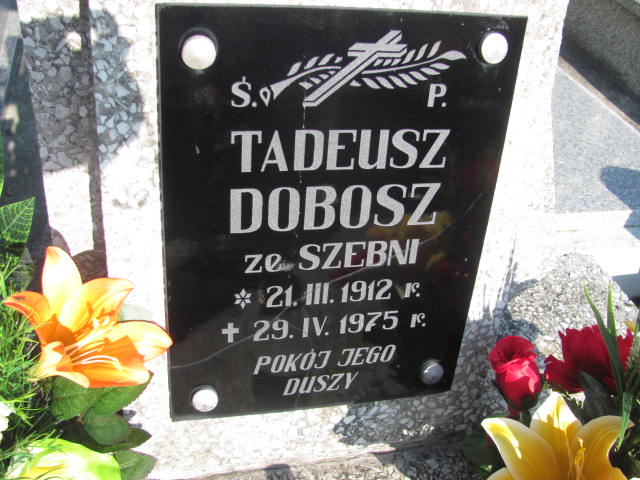 Ś. P.
TADEUSZ
DOBOSZ
ze SZEBNI
✲ 21. III. 1912 r.
✝ 29. IV. 1975 r.
POKÓJ JEGO
DUSZY